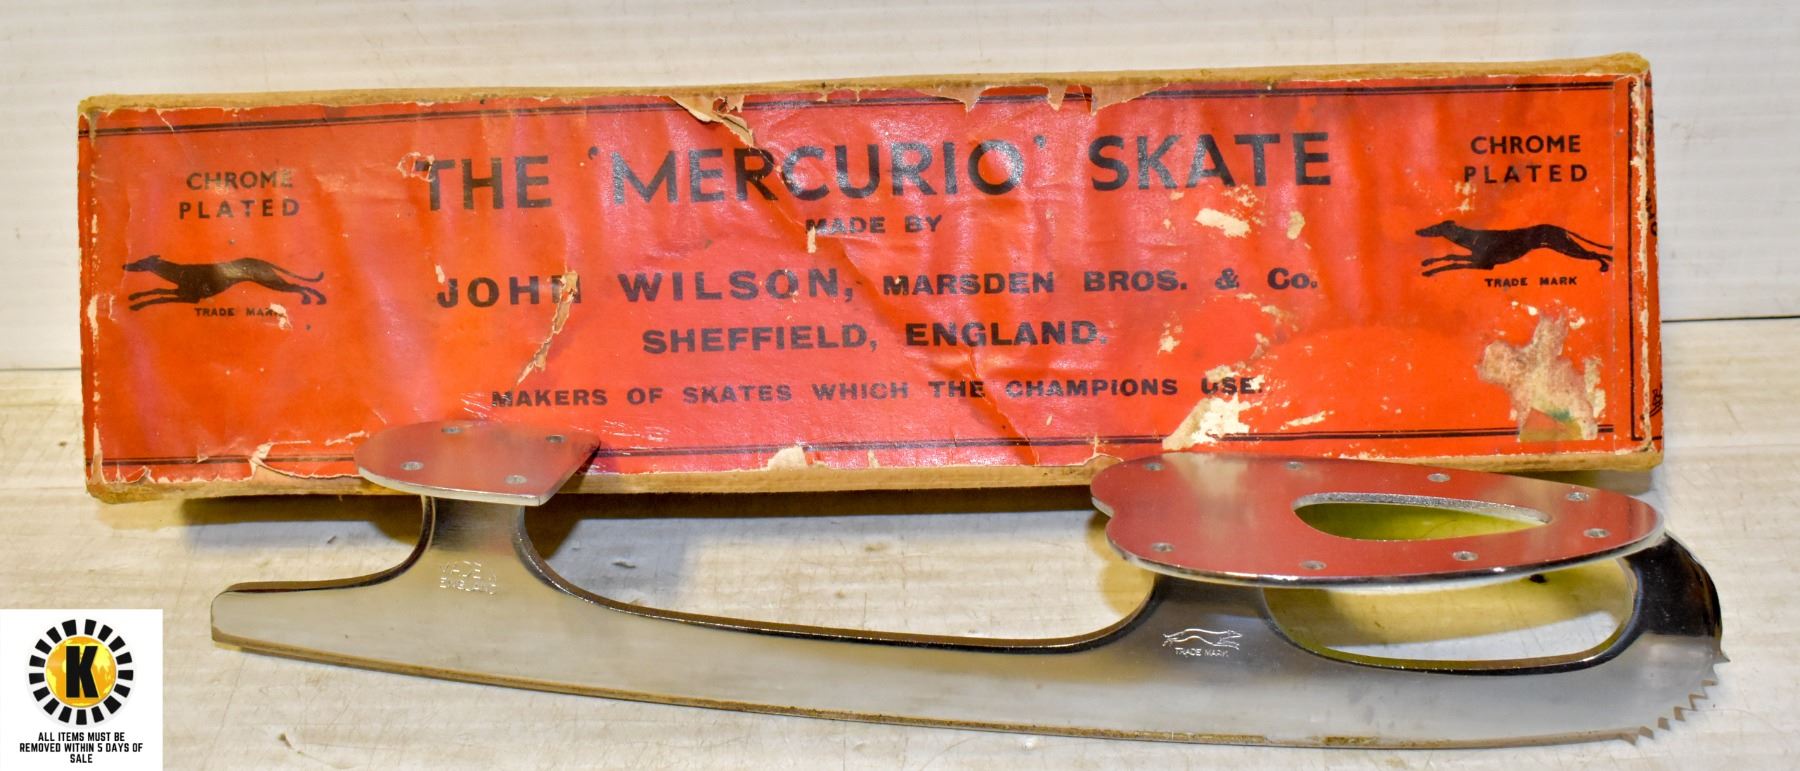 CHROME
PLATED
TRADE MARK
THE 'MERCURIO' SKATE
MADE BY
JOHN WILSON, MARSDEN BROS. & Co.
SHEFFIELD, ENGLAND.
MAKERS OF SKATES WHICH THE CHAMPIONS USE.
CHROME
PLATED
TRADE MARK
MADE IN
ENGLAND
TRADE MARK
K
ALL ITEMS MUST BE
REMOVED WITHIN 5 DAYS OF
SALE